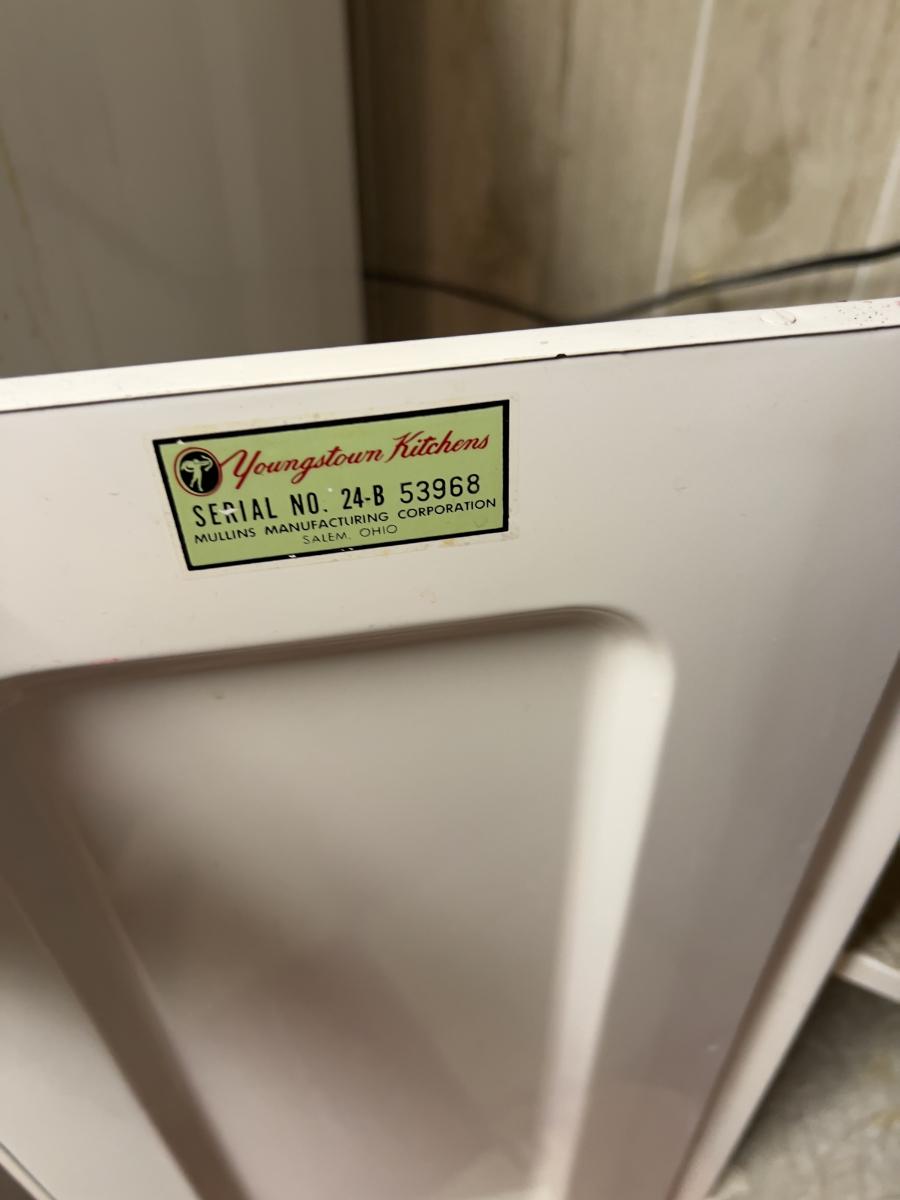 Youngstown Kitchens
SERIAL NO. 24-B 53968
MULLINS MANUFACTURING CORPORATION
SALEM, OHIO